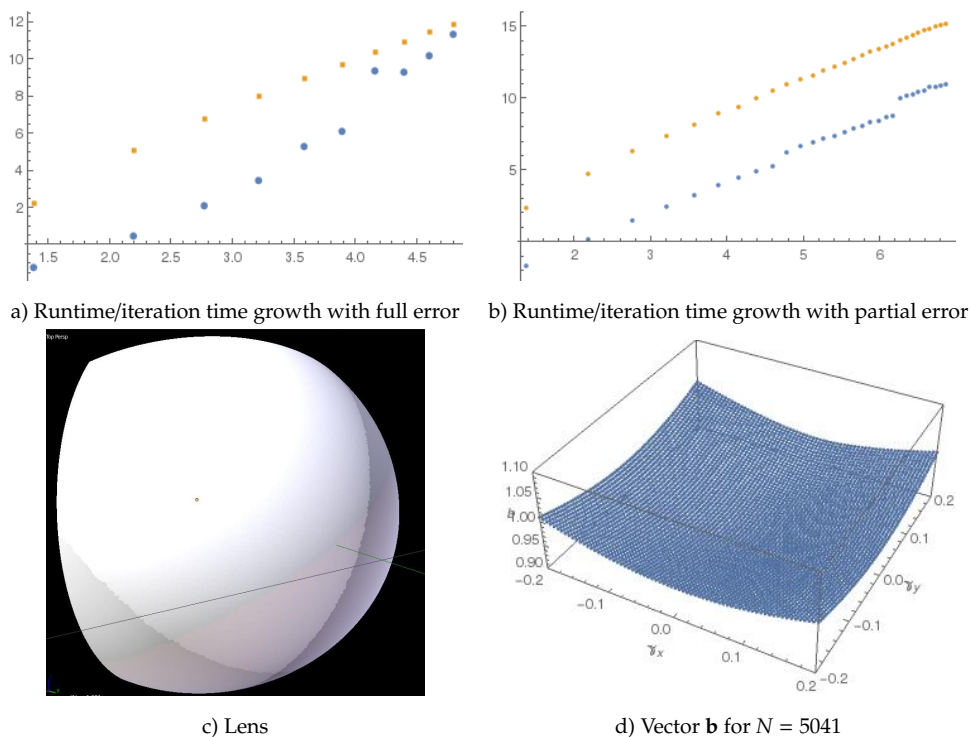 12
10
8
6
4
2
1.5 2.0 2.5 3.0 3.5 4.0 4.5
15
10
5
2 3 4 5 6
a) Runtime/iteration time growth with full error
b) Runtime/iteration time growth with partial error
Top Persp
c) Lens
1.10
1.05
1.00
0.95
0.90
b
-0.2
-0.1
0.0
0.1
0.2
γx
0.2
0.1
0.0
-0.1
-0.2
γy
d) Vector b for N = 5041